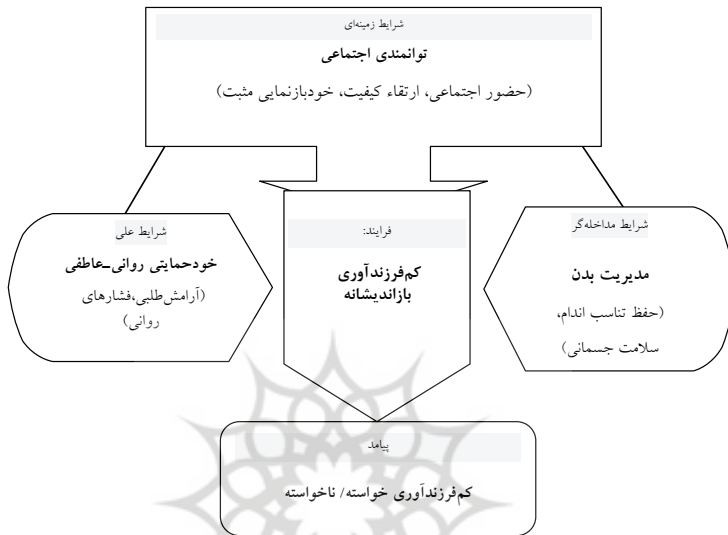 شرایط زمینه‌ای
توانمندی اجتماعی
(حضور اجتماعی، ارتقاء کیفیت، خودبازنمایی مثبت)
شرایط مداخله‌گر
مدیریت بدن
(حفظ تناسب اندام،
سلامت جسمانی)
فرایند:
کم‌فرزندآوری
بازاندیشانه
شرایط علی
خودحمایتی روانی-عاطفی
(آرامش‌طلبی،فشارهای
روانی)
پیامد
کم‌فرزندآوری خواسته/ ناخواسته